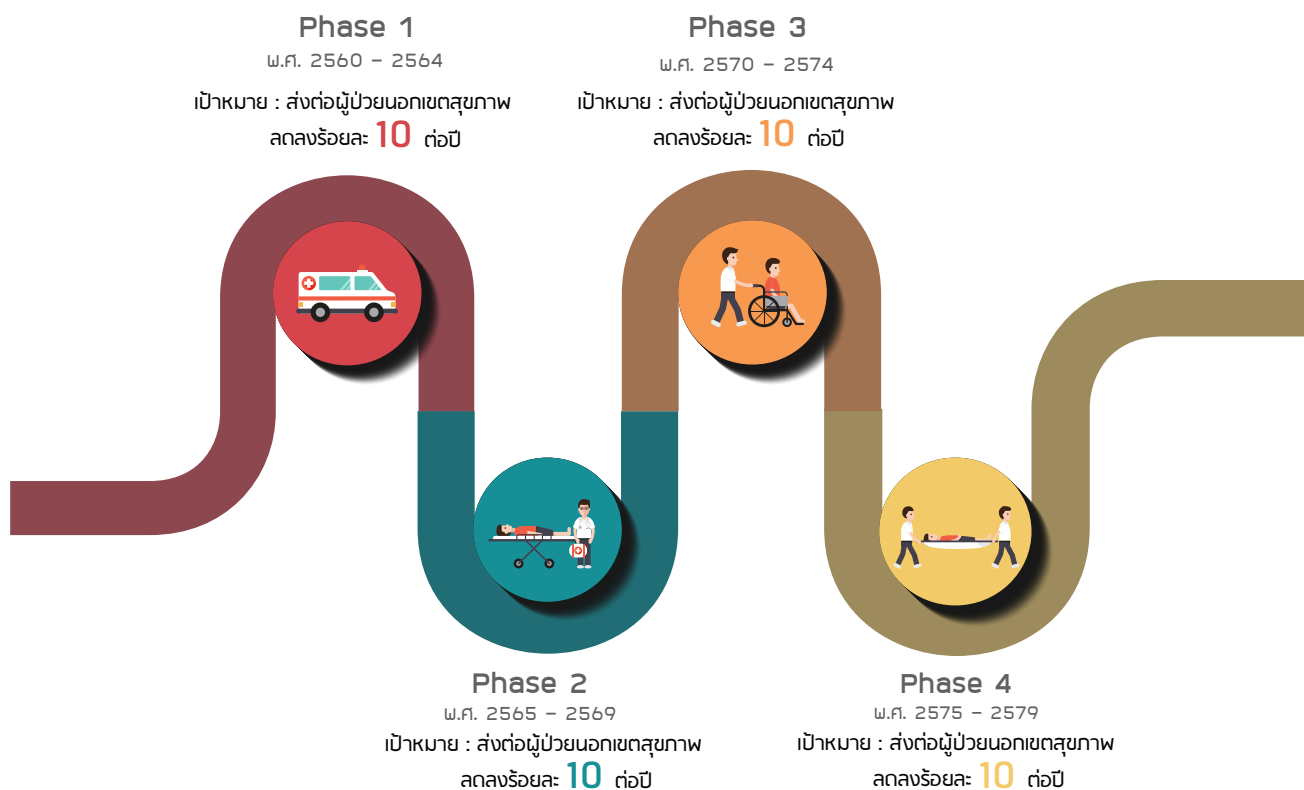 Phase 1
พ.ศ. 2560 - 2564
เป้าหมาย : ส่งต่อผู้ป่วยนอกเขตสุขภาพ
ลดลงร้อยละ 10 ต่อปี
Phase 3
พ.ศ. 2570 - 2574
เป้าหมาย : ส่งต่อผู้ป่วยนอกเขตสุขภาพ
ลดลงร้อยละ 10 ต่อปี
Phase 2
พ.ศ. 2565 - 2569
เป้าหมาย : ส่งต่อผู้ป่วยนอกเขตสุขภาพ
ลดลงร้อยละ 10 ต่อปี
Phase 4
พ.ศ. 2575 - 2579
เป้าหมาย : ส่งต่อผู้ป่วยนอกเขตสุขภาพ
ลดลงร้อยละ 10 ต่อปี